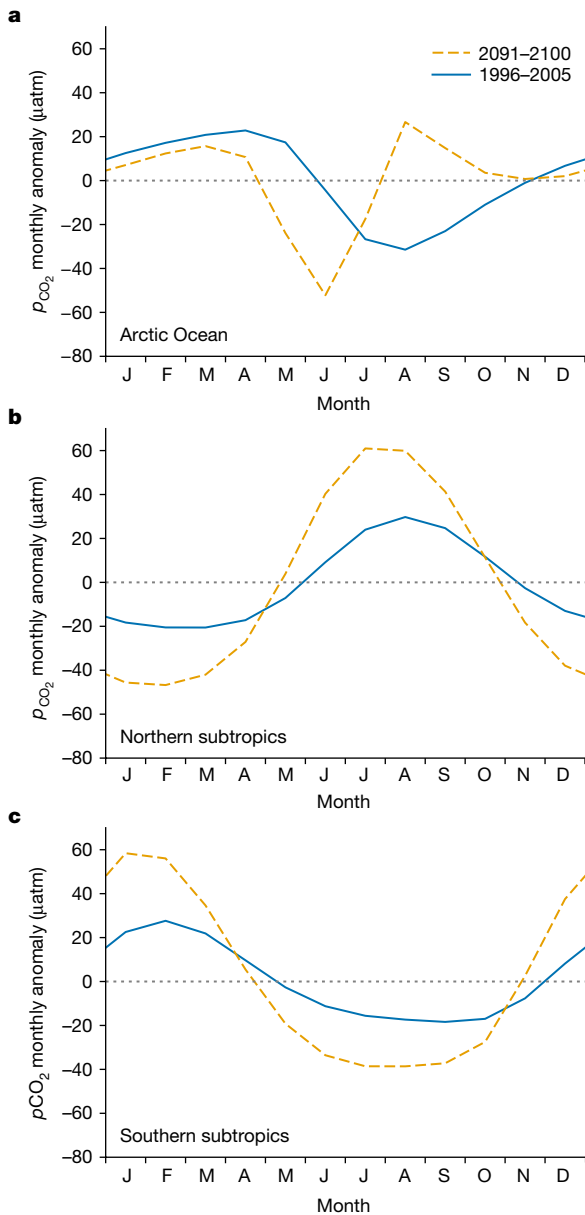 a
60
40
20
0
–20
–40
–60
–80
pCO2 monthly anomaly (μatm)
2091–2100
1996–2005
Arctic Ocean
J F M A M J J A S O N D
Month
b
60
40
20
0
–20
–40
–60
–80
pCO2 monthly anomaly (μatm)
Northern subtropics
J F M A M J J A S O N D
Month
c
60
40
20
0
–20
–40
–60
–80
pCO2 monthly anomaly (μatm)
Southern subtropics
J F M A M J J A S O N D
Month